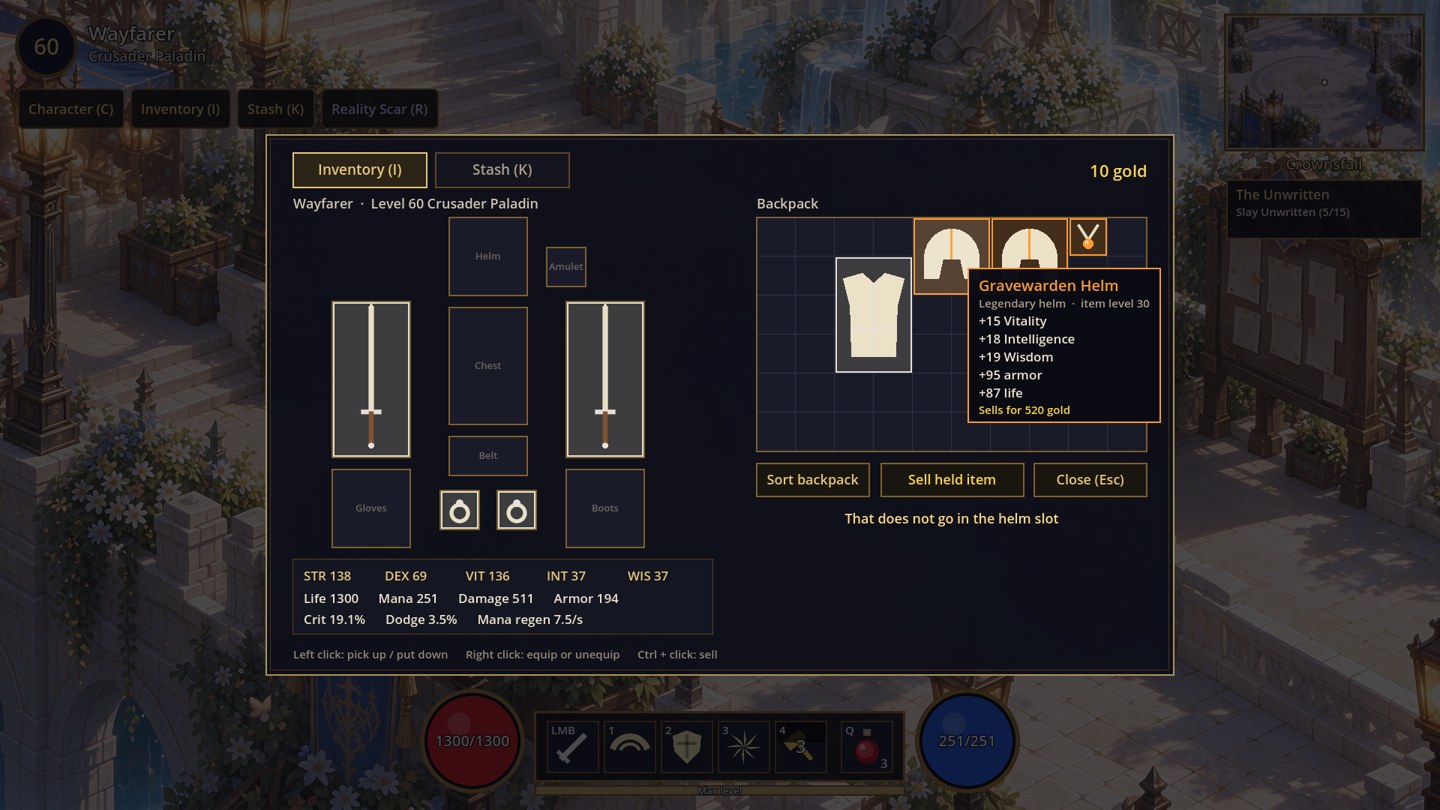 60
Wayfarer
Crusader Paladin
Character (C)
Inventory (I)
Stash (K)
Reality Scar (R)
Crownsfall
The Unwritten
Slay Unwritten (5/15)
Inventory (I)
Stash (K)
10 gold
Wayfarer · Level 60 Crusader Paladin
Backpack
Helm
Amulet
Chest
Belt
Gloves
Boots
Gravewarden Helm
Legendary helm · item level 30
+15 Vitality
+18 Intelligence
+19 Wisdom
+95 armor
+87 life
Sells for 520 gold
Sort backpack
Sell held item
Close (Esc)
That does not go in the helm slot
STR 138 DEX 69 VIT 136 INT 37 WIS 37
Life 1300 Mana 251 Damage 511 Armor 194
Crit 19.1% Dodge 3.5% Mana regen 7.5/s
Left click: pick up / put down Right click: equip or unequip Ctrl + click: sell
1300/1300
LMB
1
2
3
4
3
Q
3
251/251
Max level